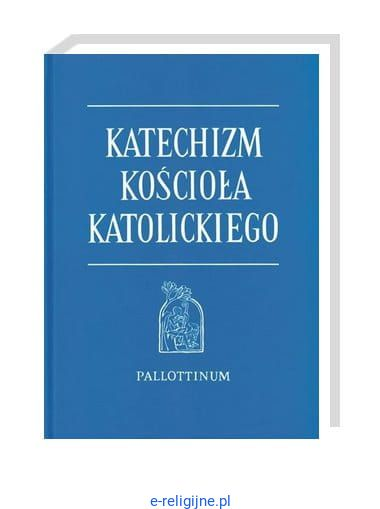 KATECHIZM
KOŚCIOŁA
KATOLICKIEGO
PALLOTTINUM
e-religijne.pl